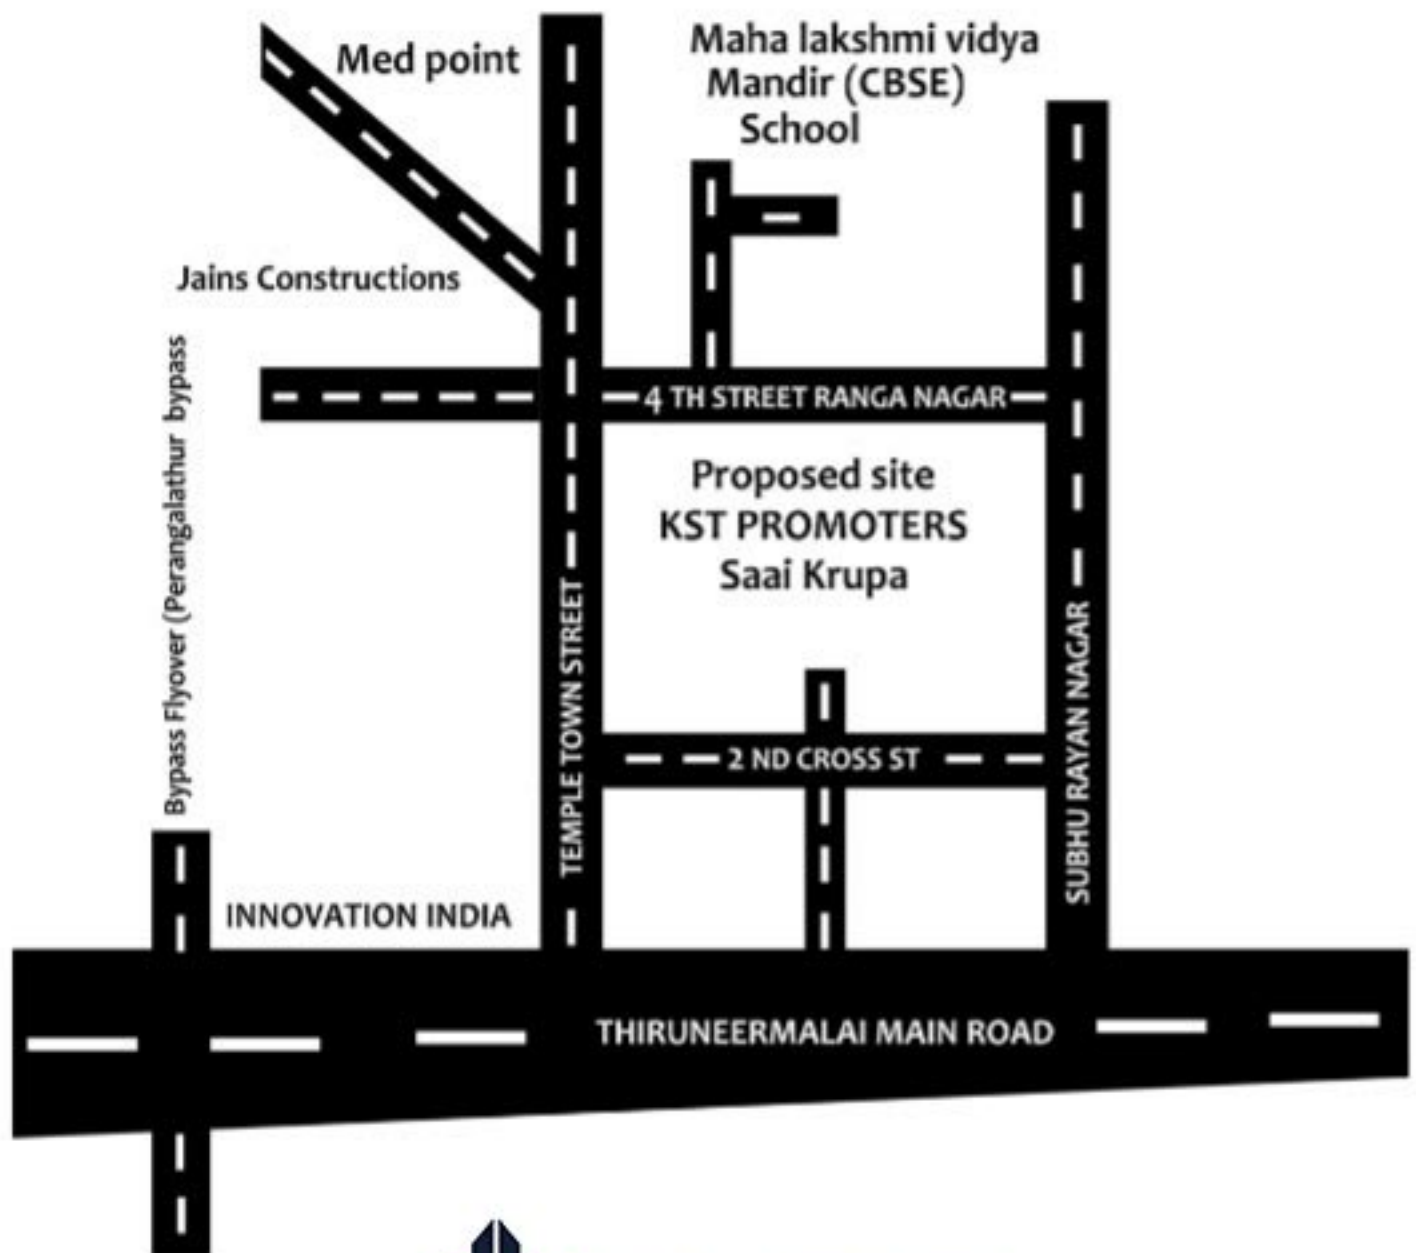 Med point
Maha lakshmi vidya
Mandir (CBSE)
School
Jains Constructions
Bypass Flyover (Perangalathur bypass
4 TH STREET RANGA NAGAR
Proposed site
KST PROMOTERS
Saai Krupa
TEMPLE TOWN STREET
SUBHU RAYAN NAGAR
2 ND CROSS ST
INNOVATION INDIA
THIRUNEERMALAI MAIN ROAD